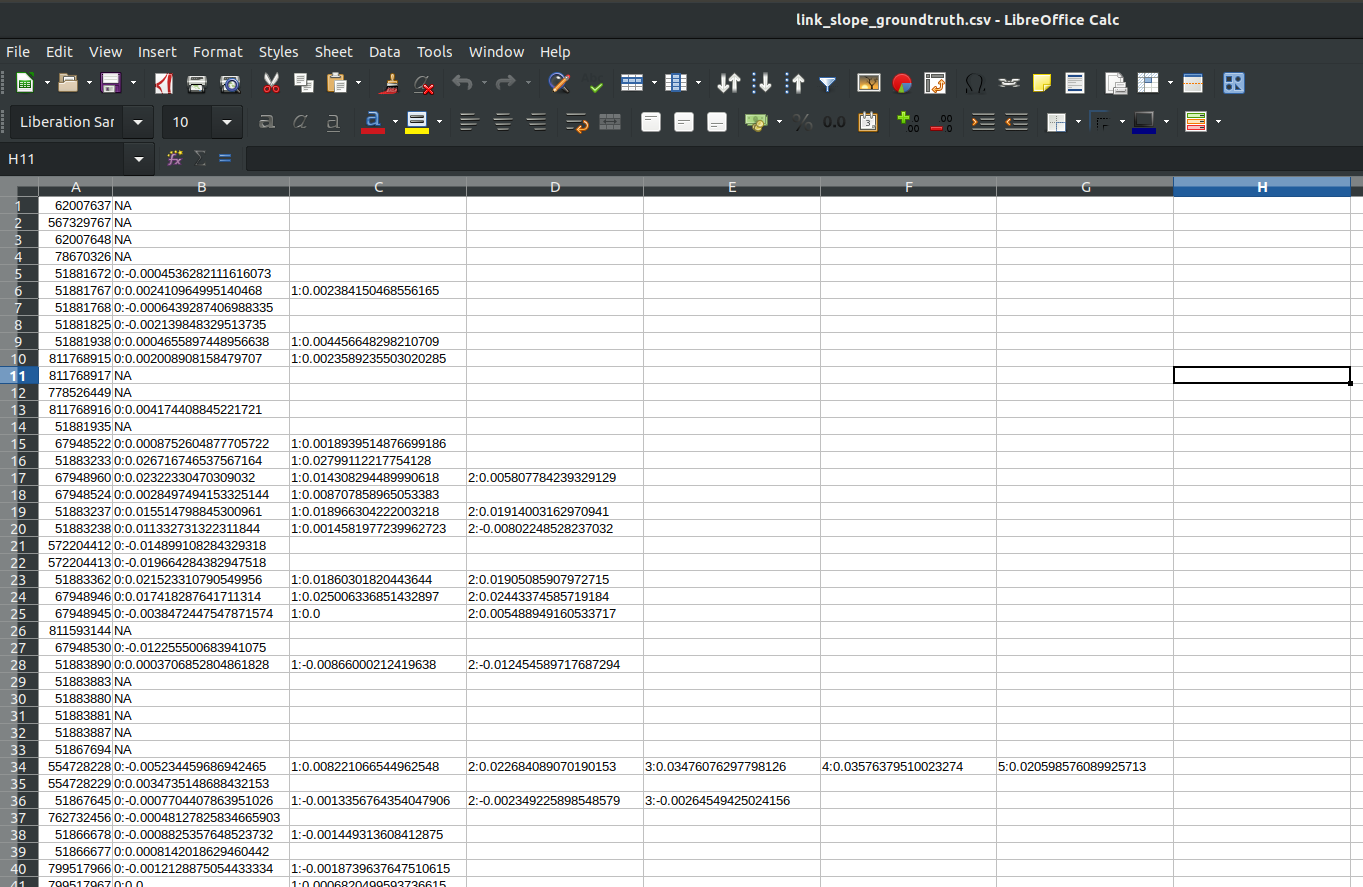 link_slope_groundtruth.csv - LibreOffice Calc
File Edit View Insert Format Styles Sheet Data Tools Window Help
Liberation Sar 10
H11
A B C D E F G H
1 62007637 NA
2 567329767 NA
3 62007648 NA
4 78670326 NA
5 51881672 0:-0.0004536282111616073
6 51881767 0:0.002410964995140468 1:0.002384150468556165
7 51881768 0:-0.0006439287406988335
8 51881825 0:-0.002139848329513735
9 51881938 0:0.0004655897448956638 1:0.004456648298210709
10 811768915 0:0.002008908158479707 1:0.0023589235503020285
11 811768917 NA
12 778526449 NA
13 811768916 0:0.004174408845221721
14 51881935 NA
15 67948522 0:0.0008752604877705722 1:0.0018939514876699186
16 51883233 0:0.026716746537567164 1:0.02799112217754128
17 67948960 0:0.02322330470309032 1:0.014308294489990618 2:0.005807784239329129
18 67948524 0:0.0028497494153325144 1:0.008707858965053383
19 51883237 0:0.015514798845300961 1:0.018966304222003218 2:0.01914003162970941
20 51883238 0:0.011332731322311844 1:0.0014581977239962723 2:-0.00802248528237032
21 572204412 0:-0.014899108284329318
22 572204413 0:-0.019664284382947518
23 51883362 0:0.021523310790549956 1:0.01860301820443644 2:0.01905085907972715
24 67948946 0:0.017418287641711314 1:0.025006336851432897 2:0.02443374585719184
25 67948945 0:-0.0038472447547871574 1:0.0 2:0.005488949160533717
26 811593144 NA
27 67948530 0:-0.012255500683941075
28 51883890 0:0.0003706852804861828 1:-0.00866000212419638 2:-0.012454589717687294
29 51883883 NA
30 51883880 NA
31 51883881 NA
32 51883887 NA
33 51867694 NA
34 554728228 0:-0.005234459686942465 1:0.008221066544962548 2:0.022684089070190153 3:0.03476076297798126 4:0.03576379510023274 5:0.020598576089925713
35 554728229 0:0.0034735148688432153
36 51867645 0:-0.0007704407863951026 1:-0.0013356764354047906 2:-0.002349225898548579 3:-0.00264549425024156
37 762732456 0:-0.00048127825834665903
38 51866678 0:-0.0008825357648523732 1:-0.001449313608412875
39 51866677 0:0.0008142018629460442
40 799517966 0:-0.0012128875054433334 1:-0.0018739637647510615
41 799517967 0:0.0 1:0.0006820499593736615